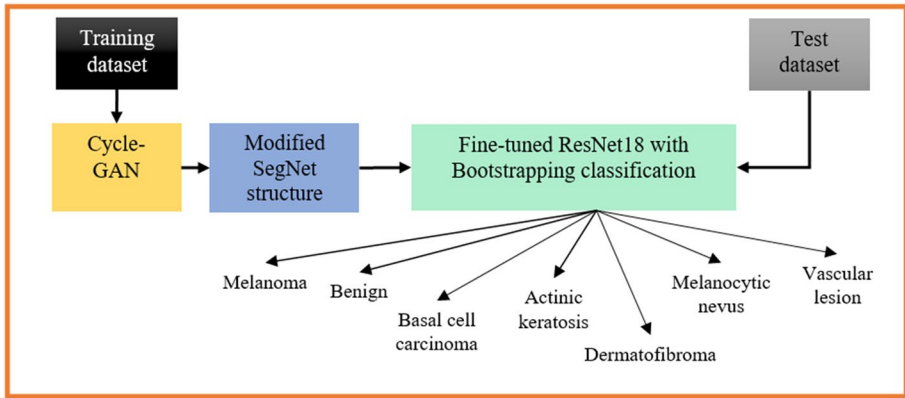 Training
dataset
Test
dataset
Cycle-
GAN
Modified
SegNet
structure
Fine-tuned ResNet18 with
Bootstrapping classification
Melanoma
Benign
Basal cell
carcinoma
Actinic
keratosis
Dermatofibroma
Melanocytic
nevus
Vascular
lesion